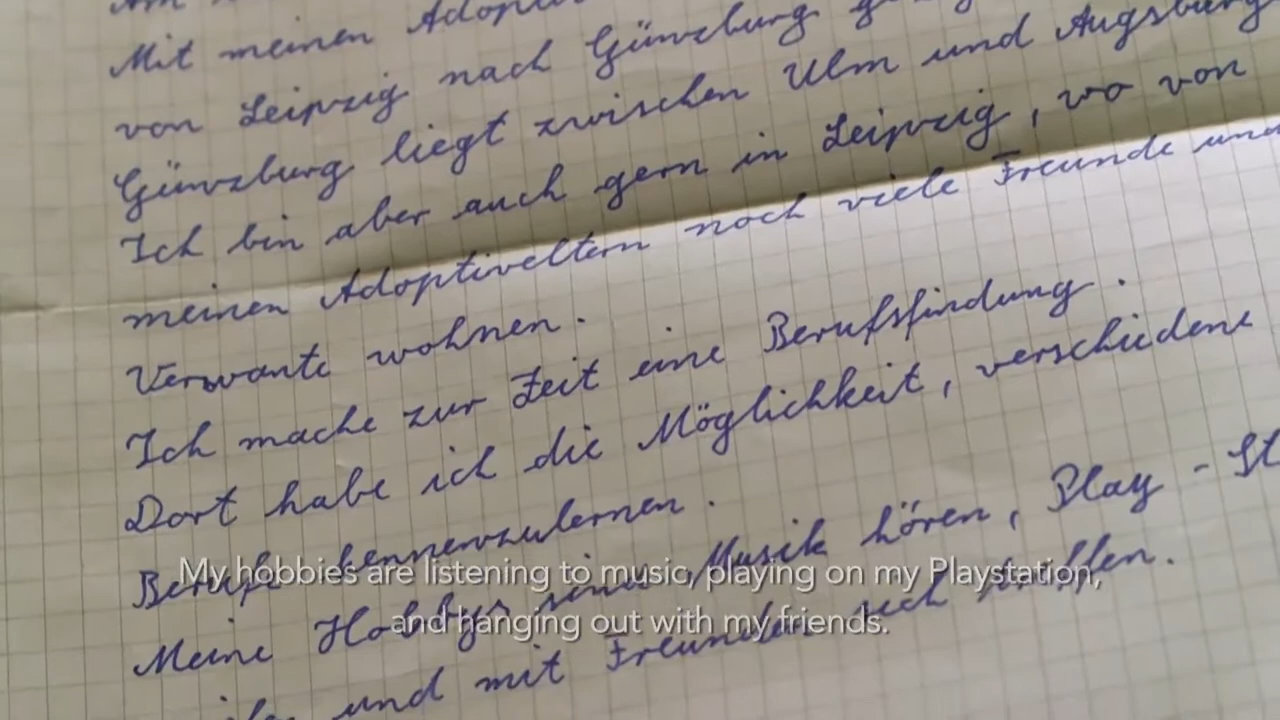 Mit meinen
von Leipzig nach Günzburg
Günzburg liegt zwischen Ulm und Augsburg
Ich bin aber auch gern in Leipzig, wo von
meinen Adoptiveltern noch viele Freunde und
Verwante wohnen.
Ich mache zur Zeit eine Berufsfindung.
Dort habe ich die Möglichkeit, verschiedene
Berufe kennenzulernen.
Meine Hobbys sind Musik hören, Play-St
und mit Freunden sich treffen.
My hobbies are listening to music, playing on my Playstation,
and hanging out with my friends.